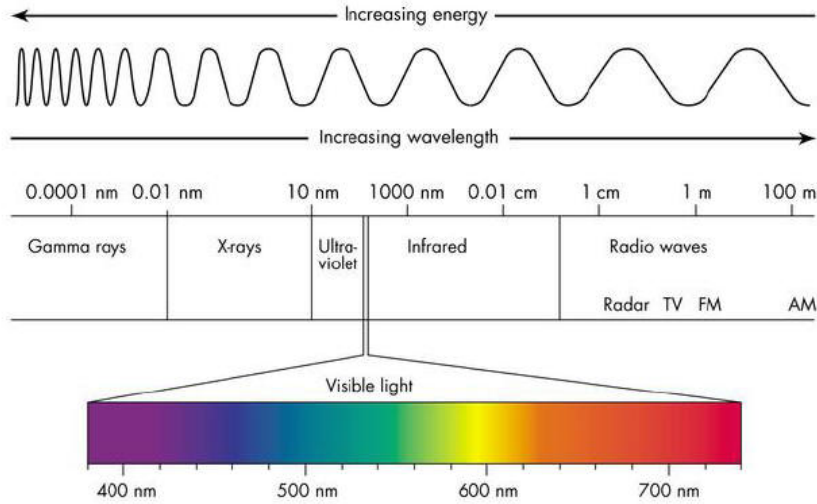 Increasing energy
Increasing wavelength
0.0001 nm 0.01 nm 10 nm 1000 nm 0.01 cm 1 cm 1 m 100 m
Gamma rays X-rays Ultra-
violet Infrared Radio waves
Radar TV FM AM
Visible light
400 nm 500 nm 600 nm 700 nm